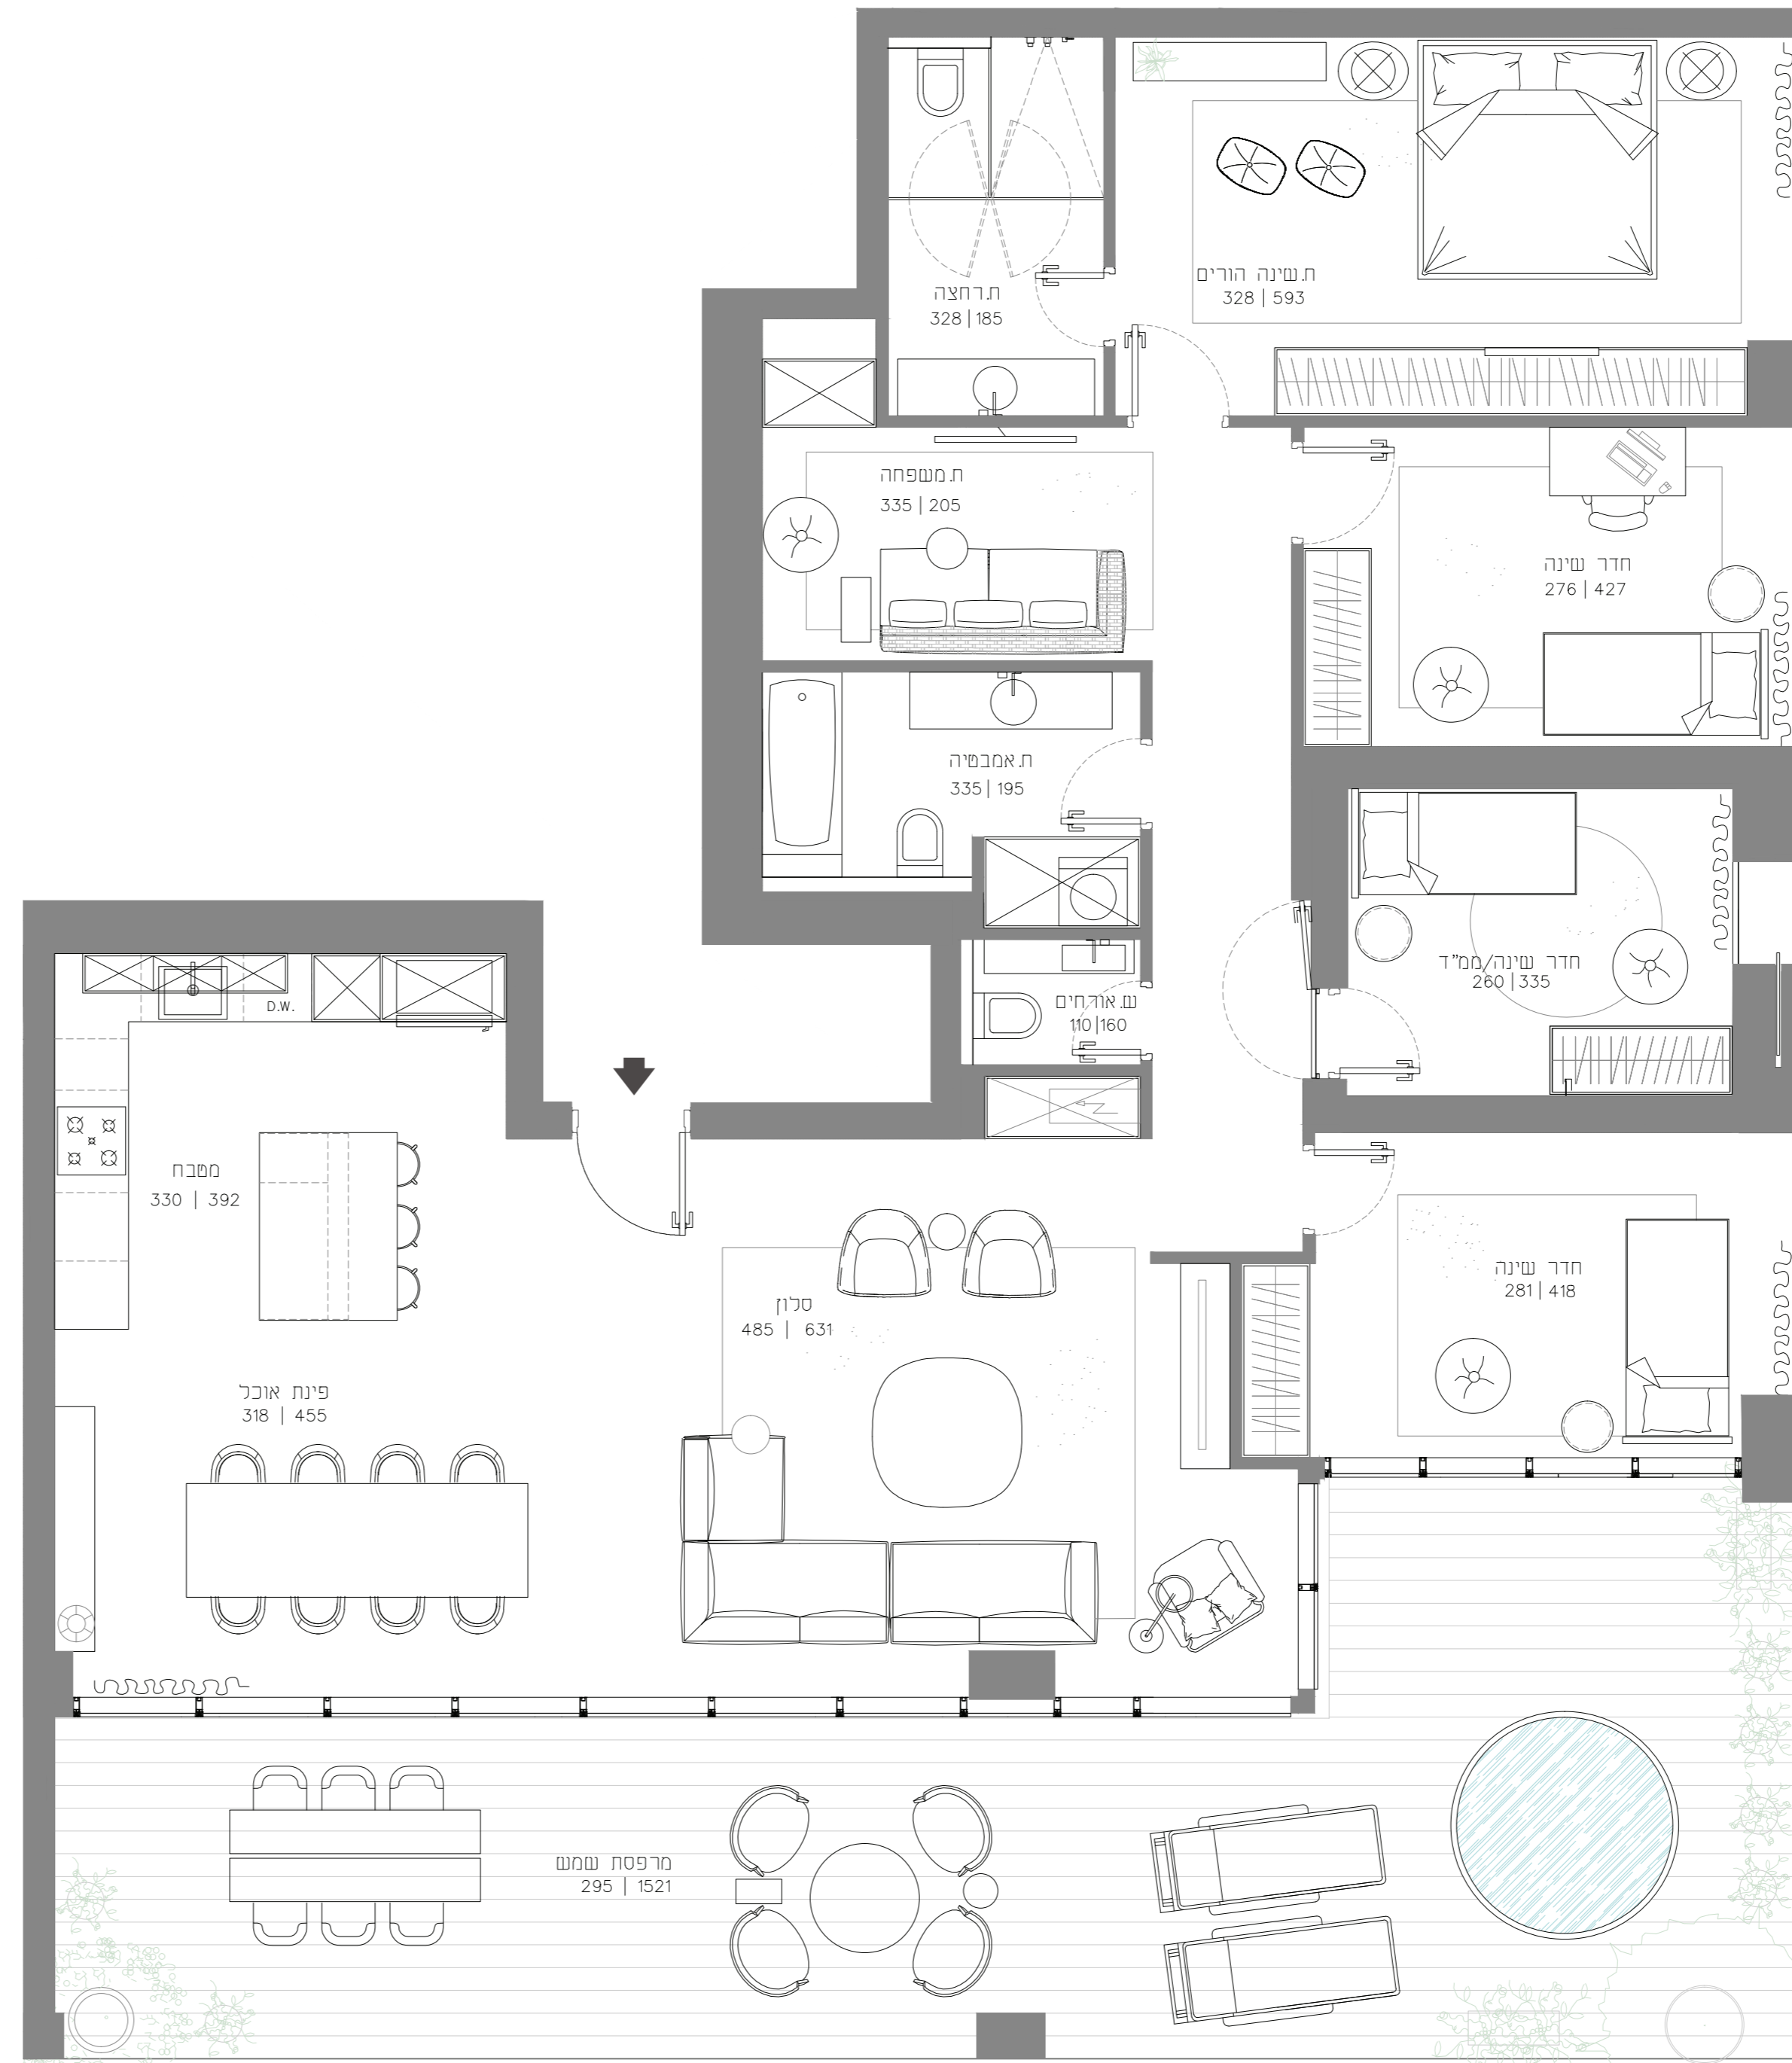 ח.שינה הורים
328 | 593
ח.רחצה
328 | 185
ח.משפחה
335 | 205
חדר שינה
276 | 427
ח.אמבטיה
335 | 195
חדר שינה/ממ"ד
260 | 335
ש.אורחים
110 | 160
D.W.
מטבח
330 | 392
חדר שינה
281 | 418
סלון
485 | 631
פינת אוכל
318 | 455
מרפסת שמש
295 | 1521